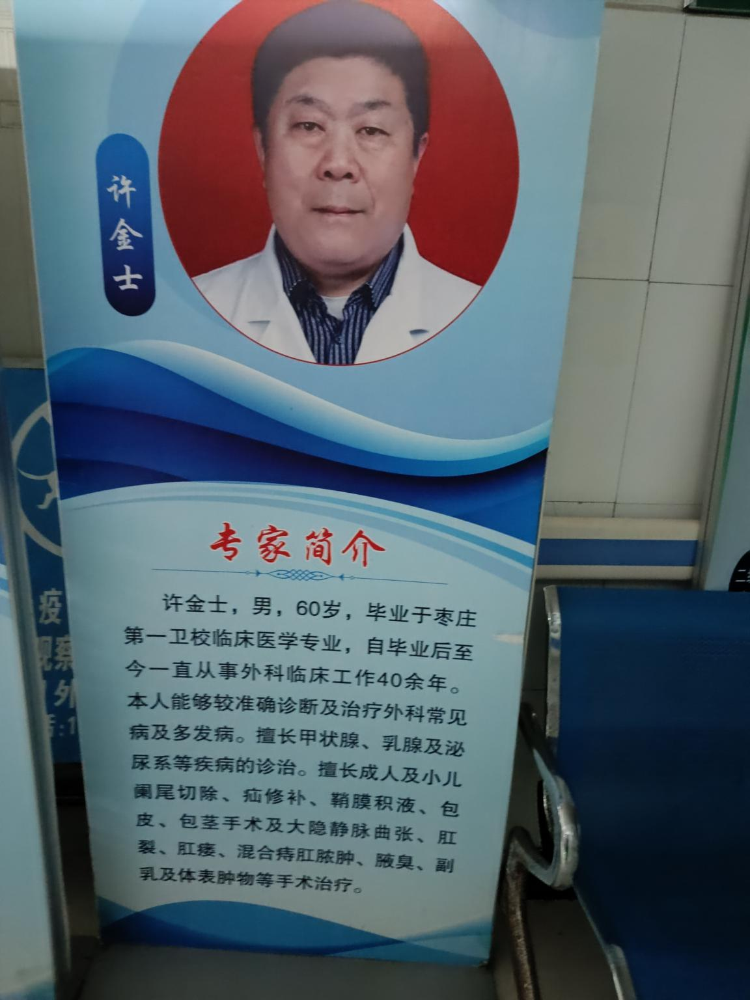 许金士
专家简介
许金士，男，60岁，毕业于枣庄
第一卫校临床医学专业，自毕业后至
今一直从事外科临床工作40余年。
本人能够较准确诊断及治疗外科常见
病及多发病。擅长甲状腺、乳腺及泌
尿系等疾病的诊治。擅长成人及小儿
阑尾切除、疝修补、鞘膜积液、包
皮、包茎手术及大隐静脉曲张、肛
裂、肛瘘、混合痔肛脓肿、腋臭、副
乳及体表肿物等手术治疗。
疫
观察
外